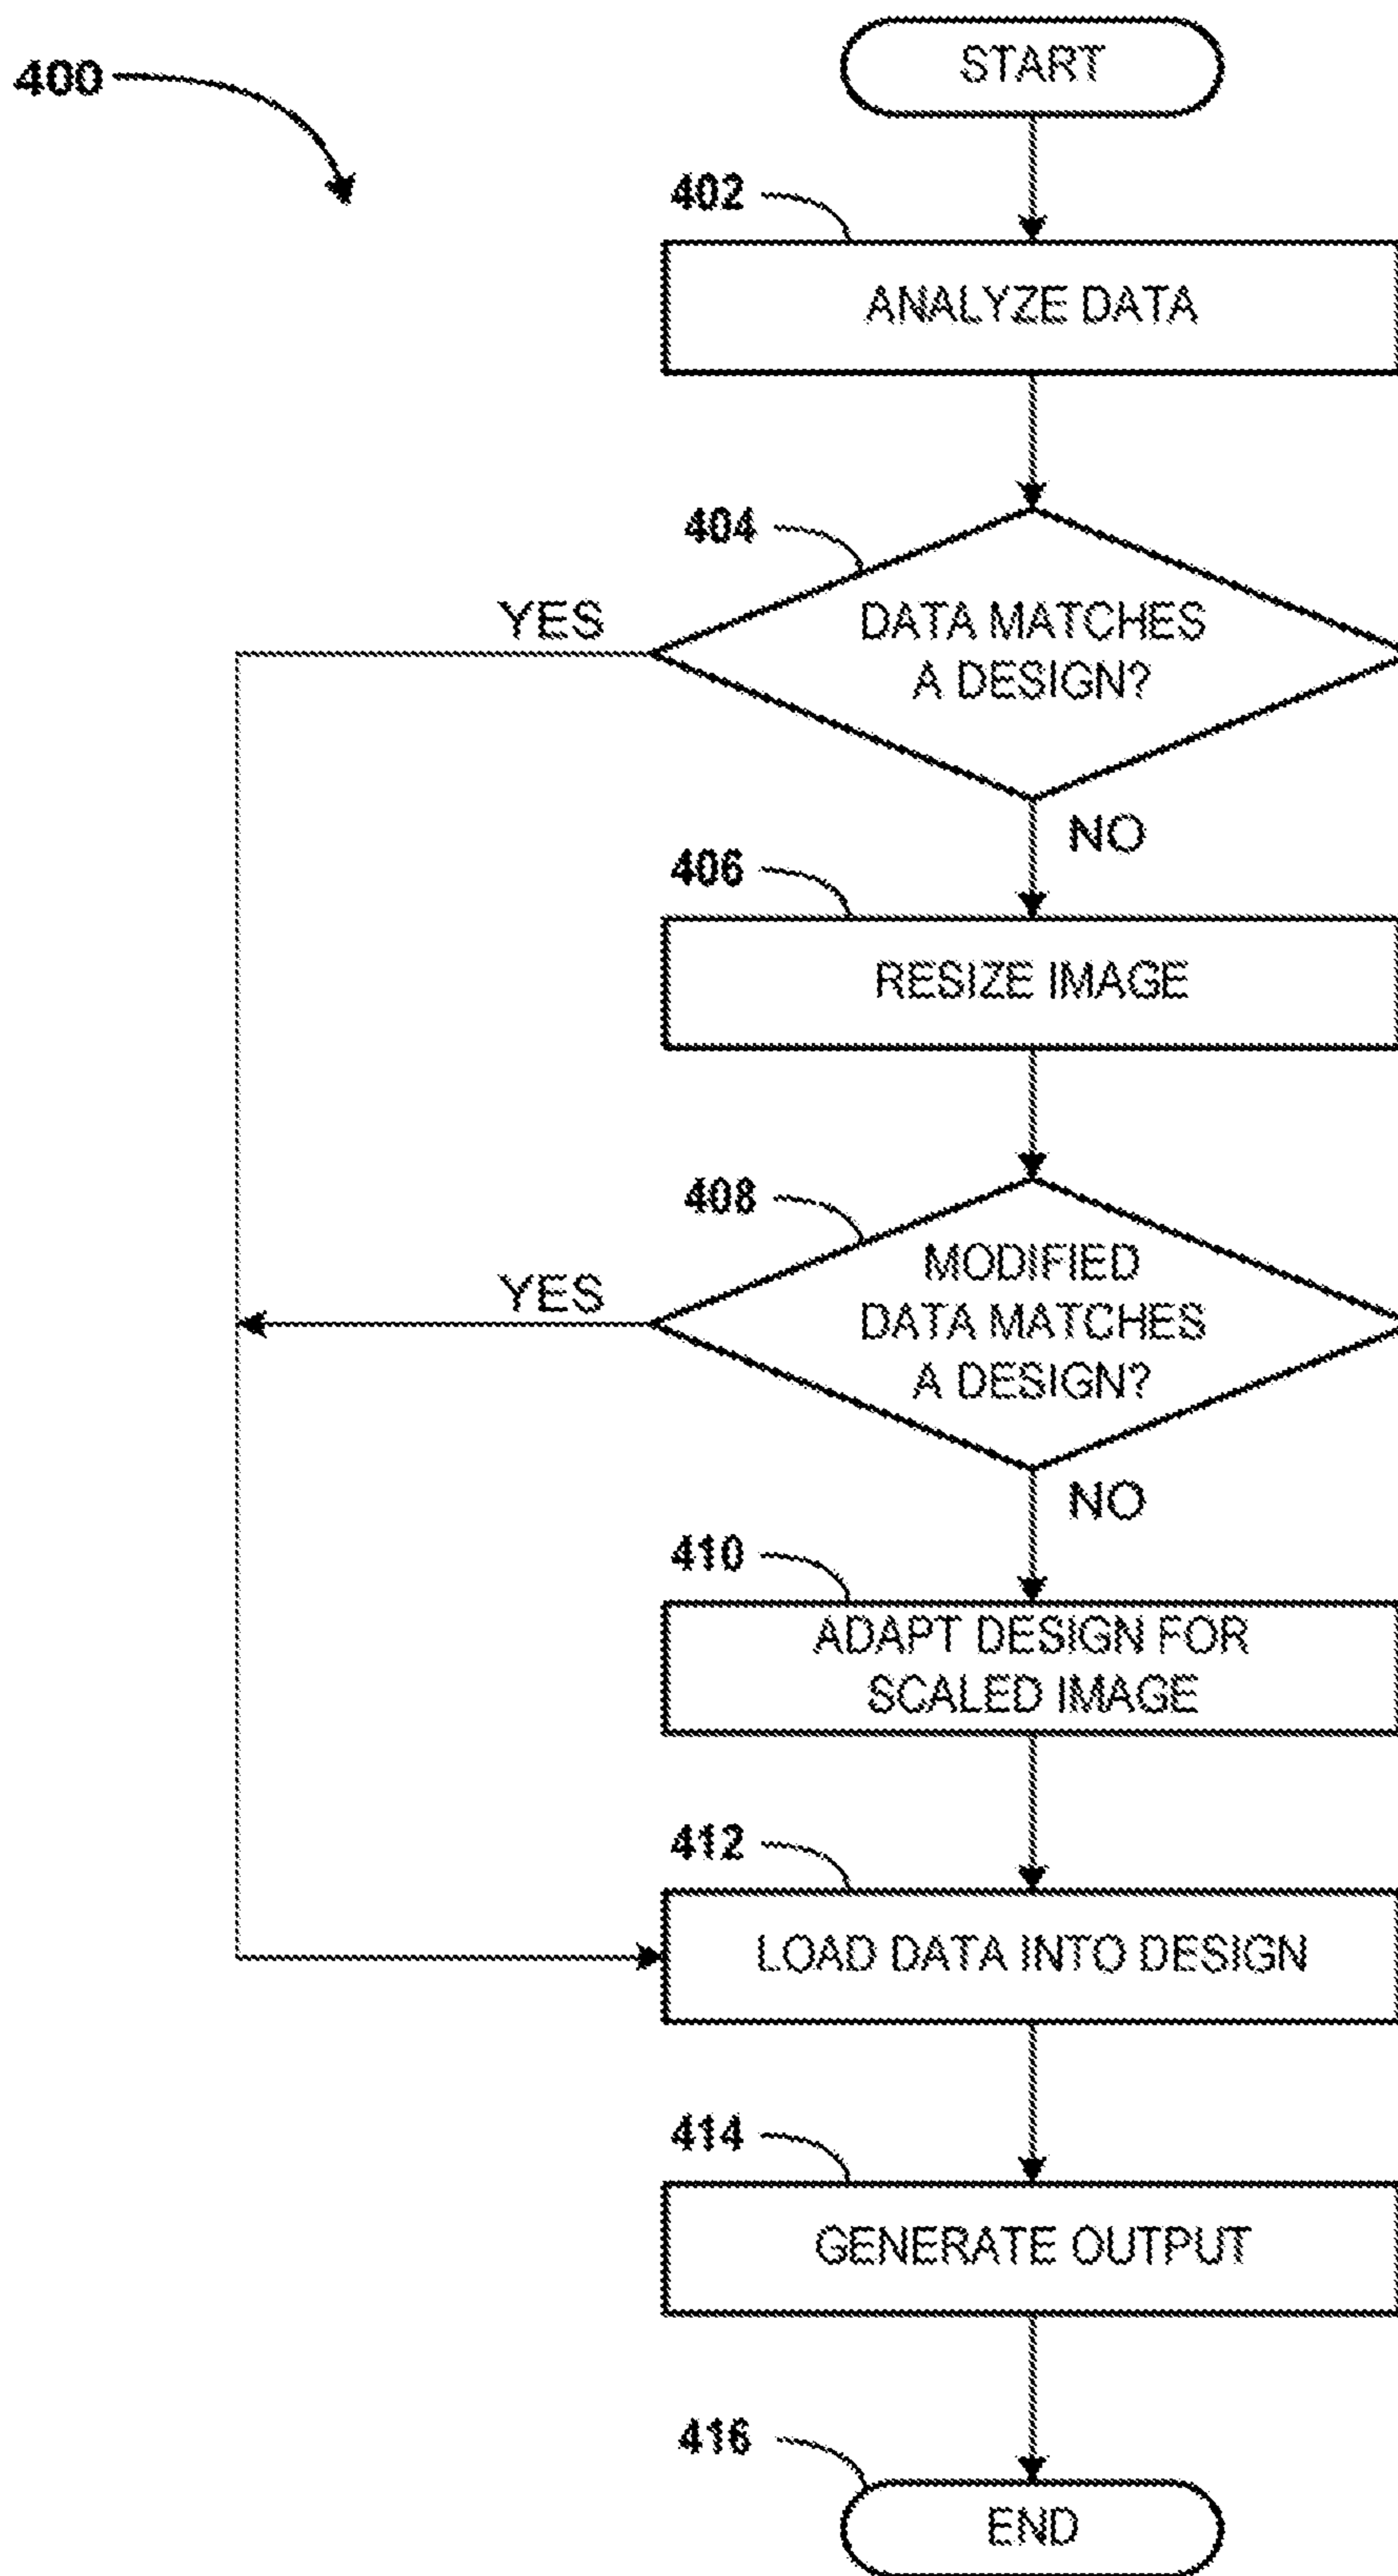 400
START
402
ANALYZE DATA
404
YES
DATA MATCHES
A DESIGN?
NO
406
RESIZE IMAGE
408
YES
MODIFIED
DATA MATCHES
A DESIGN?
NO
410
ADAPT DESIGN FOR
SCALED IMAGE
412
LOAD DATA INTO DESIGN
414
GENERATE OUTPUT
416
END